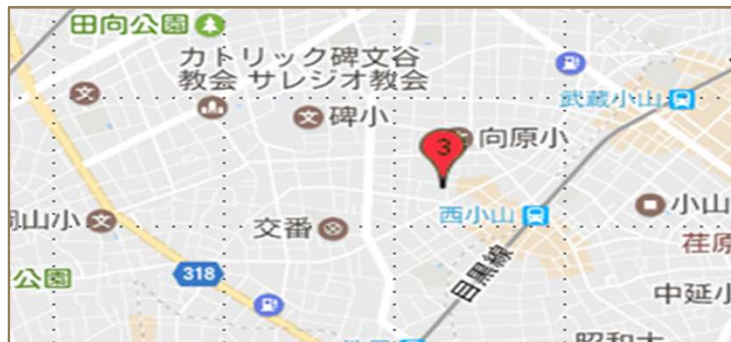 田向公園
カトリック碑文谷
教会 サレジオ教会
武蔵小山
碑小
3
向原小
西小山
小山
山小
交番
荏原
318
公園
目黒線
中延小
昭和大